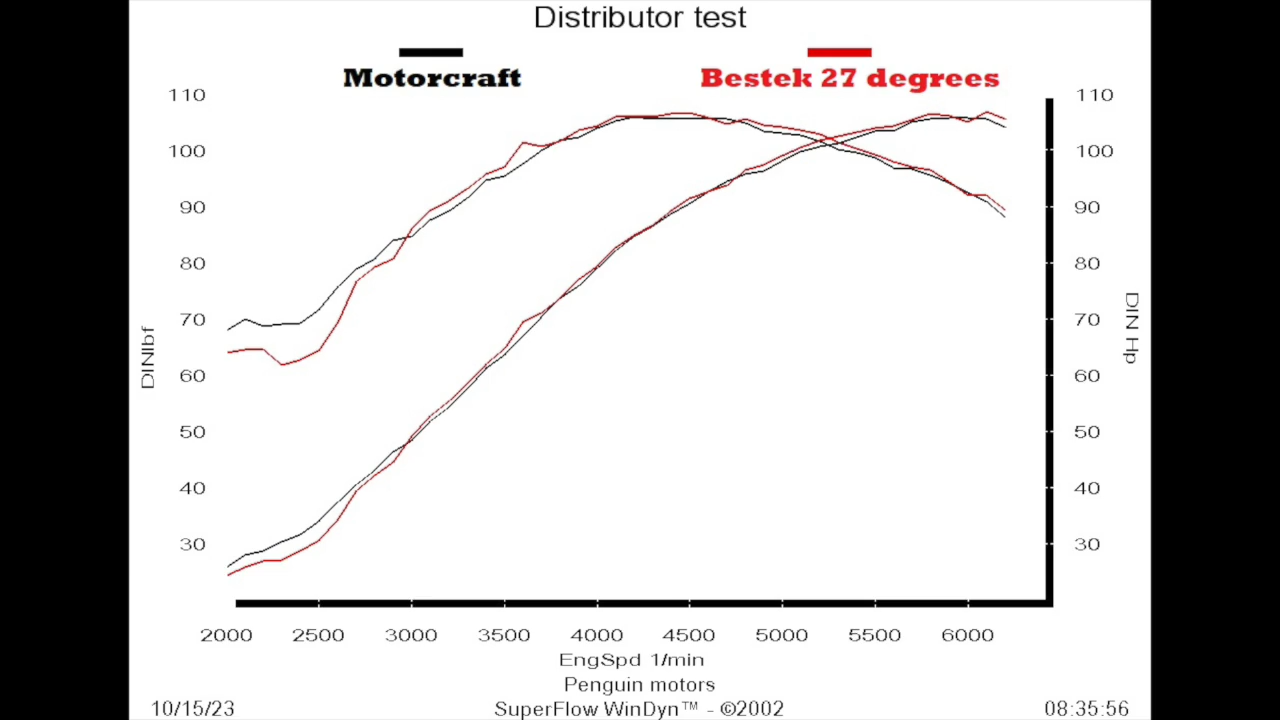 Distributor test
Motorcraft
Bestek 27 degrees
110
100
90
80
70
60
50
40
30
DINlbf
110
100
90
80
70
60
50
40
30
DIN Hp
2000 2500 3000 3500 4000 4500 5000 5500 6000
EngSpd 1/min
Penguin motors
10/15/23 SuperFlow WinDyn™ - ©2002 08:35:56